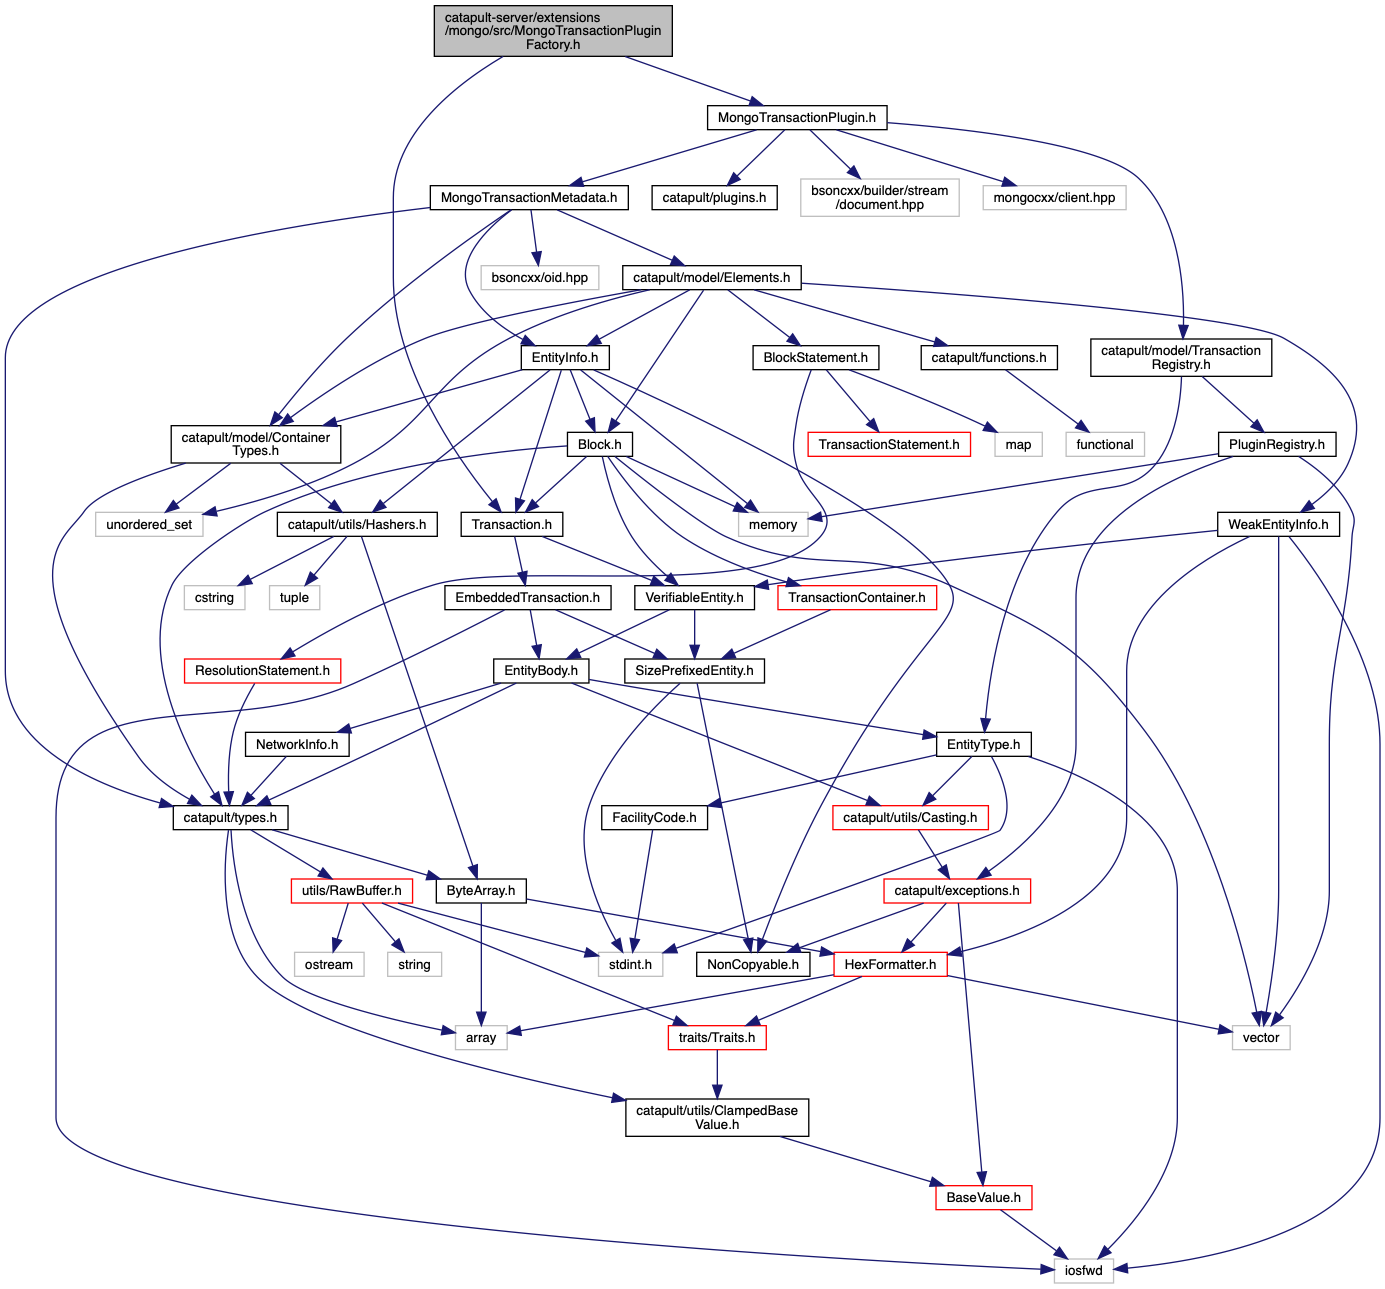 catapult-server/extensions
/mongo/src/MongoTransactionPlugin
Factory.h
MongoTransactionPlugin.h
MongoTransactionMetadata.h
catapult/plugins.h
bsoncxx/builder/stream
/document.hpp
mongocxx/client.hpp
bsoncxx/oid.hpp
catapult/model/Elements.h
EntityInfo.h
BlockStatement.h
catapult/functions.h
catapult/model/Transaction
Registry.h
catapult/model/Container
Types.h
Block.h
TransactionStatement.h
map
functional
PluginRegistry.h
unordered_set
catapult/utils/Hashers.h
Transaction.h
memory
WeakEntityInfo.h
cstring
tuple
EmbeddedTransaction.h
VerifiableEntity.h
TransactionContainer.h
ResolutionStatement.h
EntityBody.h
SizePrefixedEntity.h
NetworkInfo.h
EntityType.h
catapult/types.h
FacilityCode.h
catapult/utils/Casting.h
utils/RawBuffer.h
ByteArray.h
catapult/exceptions.h
ostream
string
stdint.h
NonCopyable.h
HexFormatter.h
array
traits/Traits.h
vector
catapult/utils/ClampedBase
Value.h
BaseValue.h
iosfwd